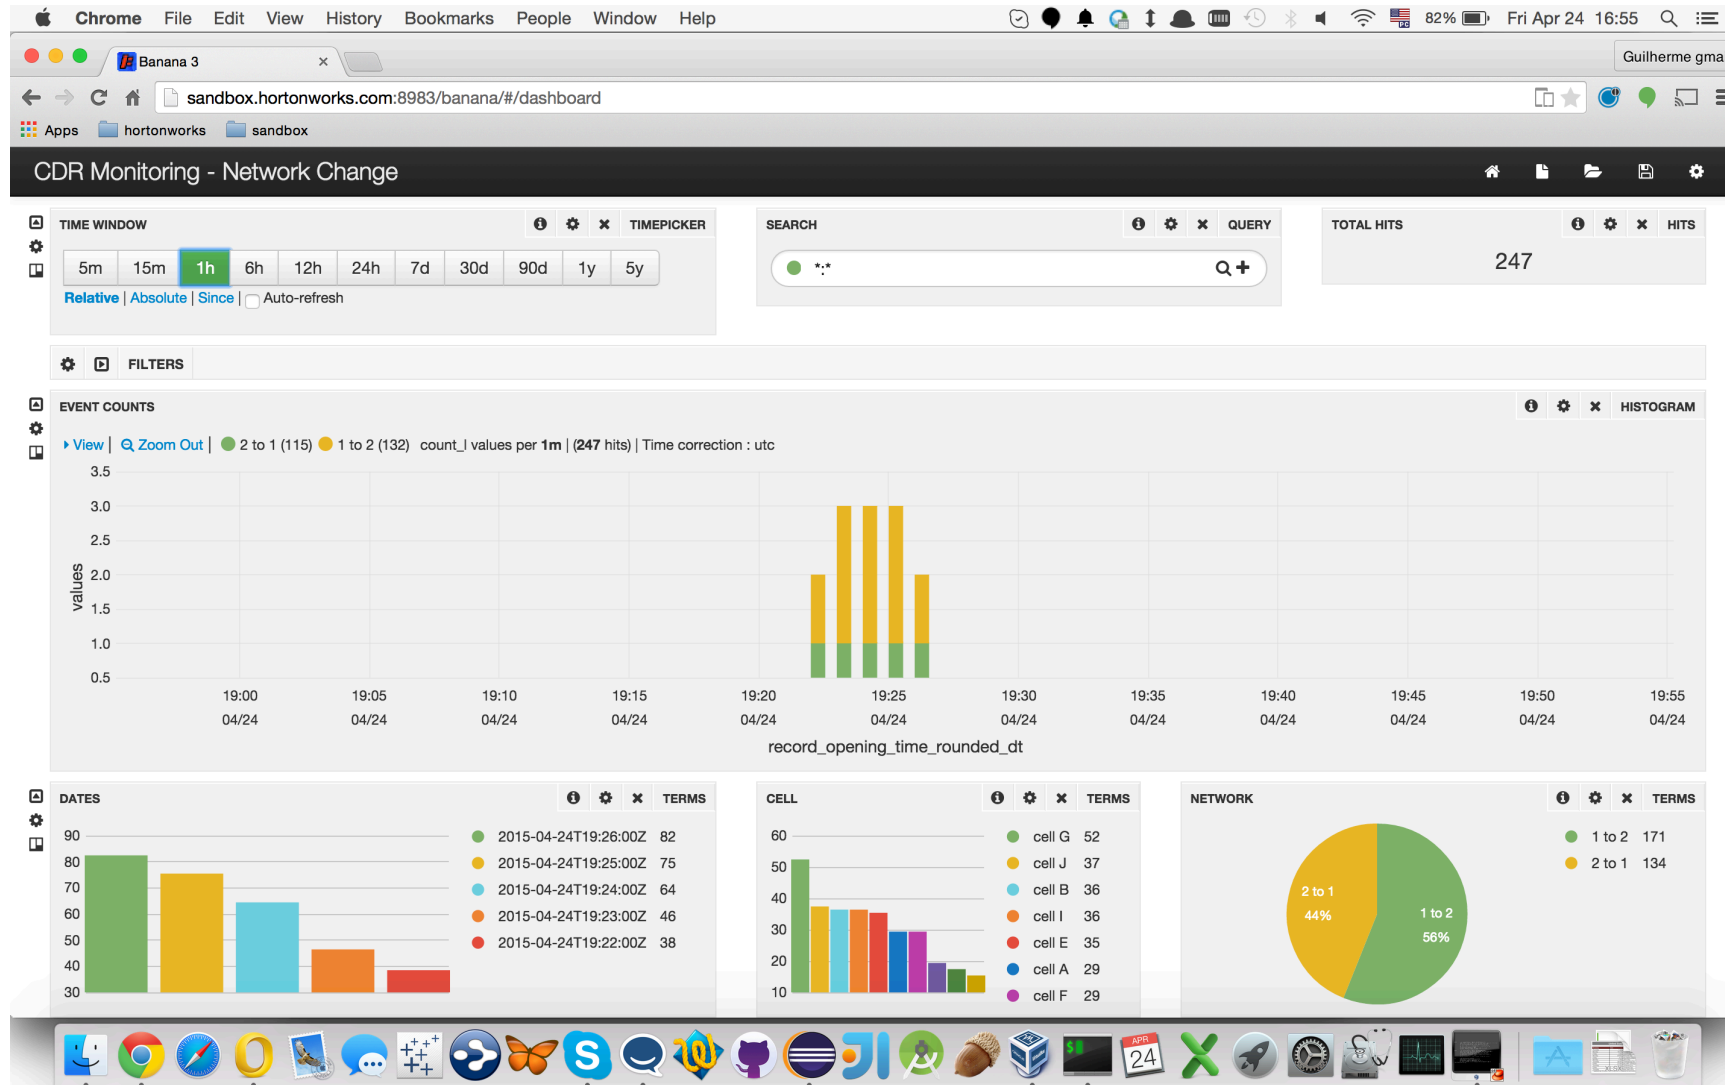 Chrome File Edit View History Bookmarks People Window Help 82% Fri Apr 24 16:55
Banana 3 Guilherme gma
sandbox.hortonworks.com:8983/banana/#/dashboard
Apps hortonworks sandbox
CDR Monitoring - Network Change
TIME WINDOW TIMEPICKER
5m 15m 1h 6h 12h 24h 7d 30d 90d 1y 5y
Relative | Absolute | Since | Auto-refresh
SEARCH QUERY
*:*
TOTAL HITS HITS
247
FILTERS
EVENT COUNTS HISTOGRAM
View | Zoom Out | 2 to 1 (115) 1 to 2 (132) count_l values per 1m | (247 hits) | Time correction : utc
values
3.5
3.0
2.5
2.0
1.5
1.0
0.5
19:00 19:05 19:10 19:15 19:20 19:25 19:30 19:35 19:40 19:45 19:50 19:55
04/24 04/24 04/24 04/24 04/24 04/24 04/24 04/24 04/24 04/24 04/24 04/24
record_opening_time_rounded_dt
DATES TERMS
90
80
70
60
50
40
30
2015-04-24T19:26:00Z 82
2015-04-24T19:25:00Z 75
2015-04-24T19:24:00Z 64
2015-04-24T19:23:00Z 46
2015-04-24T19:22:00Z 38
CELL TERMS
60
50
40
30
20
10
cell G 52
cell J 37
cell B 36
cell I 36
cell E 35
cell A 29
cell F 29
NETWORK TERMS
2 to 1
44%
1 to 2
56%
1 to 2 171
2 to 1 134
APR
24